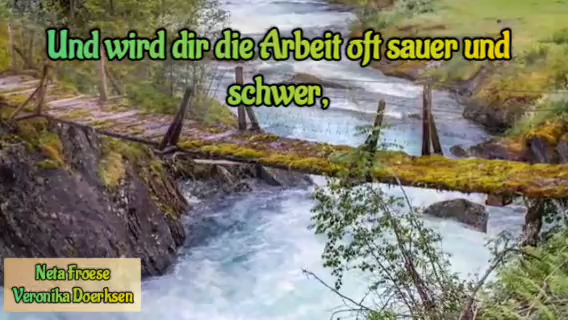 Und wird dir die Arbeit oft sauer und
schwer,
Neta Froese
Veronika Doerksen